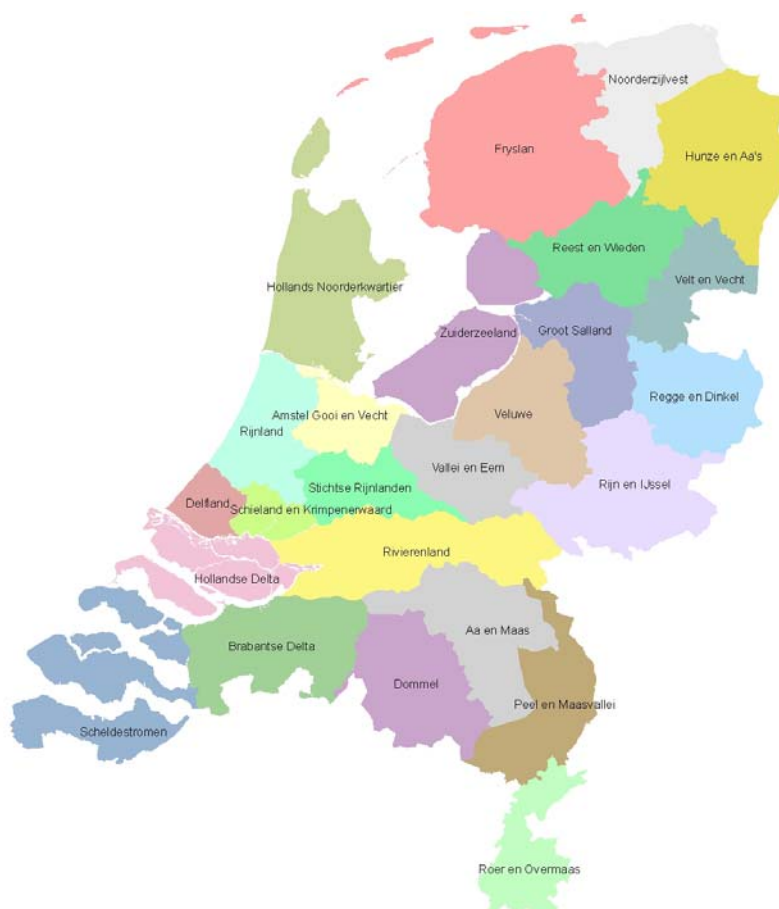 Noorderzijlvest
Fryslan
Hunze en Aa's
Reest en Wieden
Velt en Vecht
Hollands Noorderkwartier
Zuiderzeeland
Groot Salland
Regge en Dinkel
Amstel Gooi en Vecht
Veluwe
Rijnland
Vallei en Eem
Rijn en IJssel
Stichtse Rijnlanden
Delfland
Schieland en Krimpenerwaard
Rivierenland
Hollandse Delta
Aa en Maas
Brabantse Delta
Dommel
Peel en Maasvallei
Scheldestromen
Roer en Overmaas